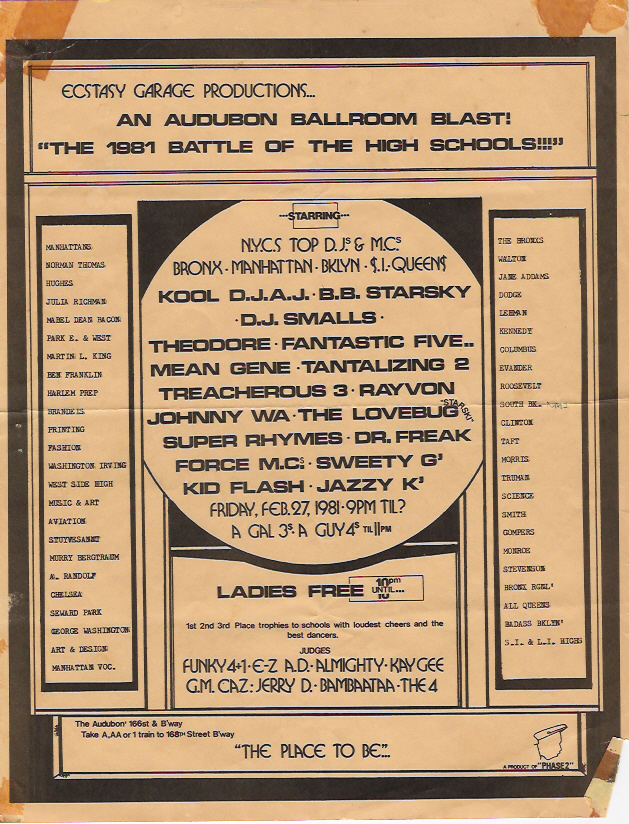 ECSTASY GARAGE PRODUCTIONS...
AN AUDUBON BALLROOM BLAST!
"THE 1981 BATTLE OF THE HIGH SCHOOLS!!!"
---STARRING---
N.Y.C.S TOP D.J.S & M.C.S
BRONX · MANHATTAN · BKLYN · $.I. · QUEEN$
KOOL D.J.A.J. · B.B. STARSKY
· D.J. SMALLS ·
THEODORE · FANTASTIC FIVE..
MEAN GENE · TANTALIZING 2
TREACHEROUS 3 · RAYVON
JOHNNY WA · THE LOVEBUG "STARSKI"
SUPER RHYMES · DR. FREAK
FORCE M.C.S · SWEETY G'
KID FLASH · JAZZY K'
FRIDAY, FEB. 27, 1981 · 9PM TIL?
A GAL 3$ · A GUY 4$ TIL 11PM
MANHATTANS
NORMAN THOMAS
HUGHES
JULIA RICHMAN
MABEL DEAN BACON
PARK E. & WEST
MARTIN L. KING
BEN FRANKLIN
HARLEM PREP
BRANDEIS
PRINTING
FASHION
WASHINGTON IRVING
WEST SIDE HIGH
MUSIC & ART
AVIATION
STUYVESANT
MURRY BERGTRAUM
A. RANDOLF
CHELSEA
SEWARD PARK
GEORGE WASHINGTON
ART & DESIGN
MANHATTAN VOC.
THE BRONXS
WALTON
JANE ADDAMS
DODGE
LEHMAN
KENNEDY
COLUMBUS
EVANDER
ROOSEVELT
SOUTH BX.
CLINTON
TAFT
MORRIS
TRUMAN
SCIENCE
SMITH
GOMPERS
MONROE
STEVENSON
BRONX RGNL'
ALL QUEENS
BADASS BKLYN'
S.I. & L.I. HIGHS
LADIES FREE 10pm UNTIL...
1st 2nd 3rd Place trophies to schools with loudest cheers and the
best dancers.
JUDGES
FUNKY 4+1 · E-Z A.D. · ALMIGHTY · KAY GEE
G.M. CAZ: JERRY D. · BAMBAATAA · THE 4
The Audubon' 166st & B'way
Take A,AA or 1 train to 168TH Street B'way
"THE PLACE TO BE"...
A PRODUCT OF "PHASE 2"